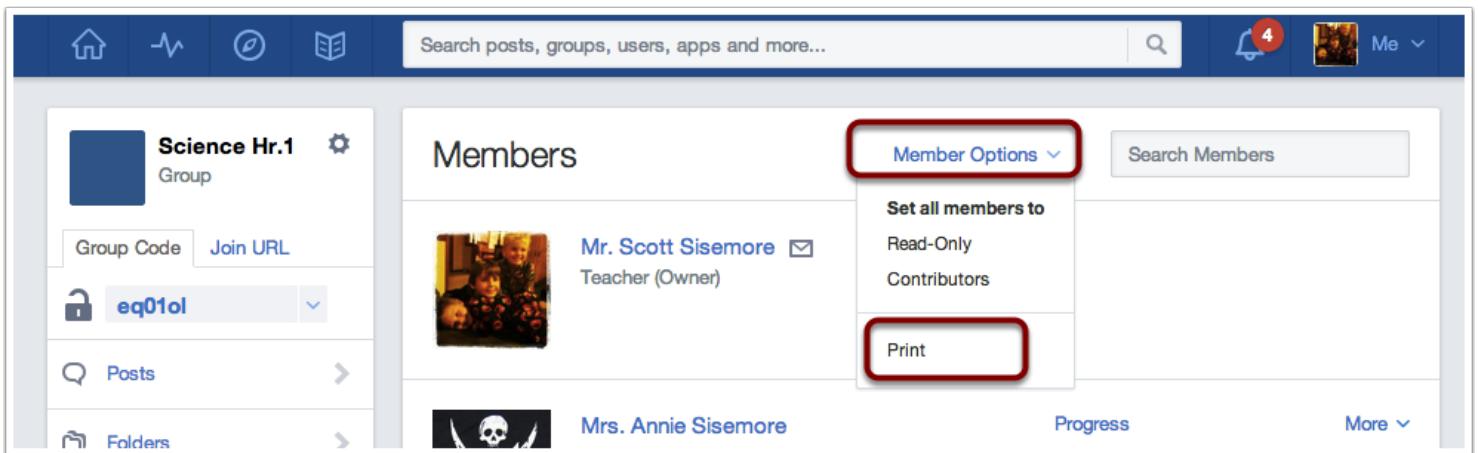 Search posts, groups, users, apps and more...
4
Me
Science Hr.1
Group
Group Code
Join URL
eq01ol
Posts
Folders
Members
Member Options
Search Members
Set all members to
Read-Only
Contributors
Print
Mr. Scott Sisemore
Teacher (Owner)
Mrs. Annie Sisemore
Progress
More